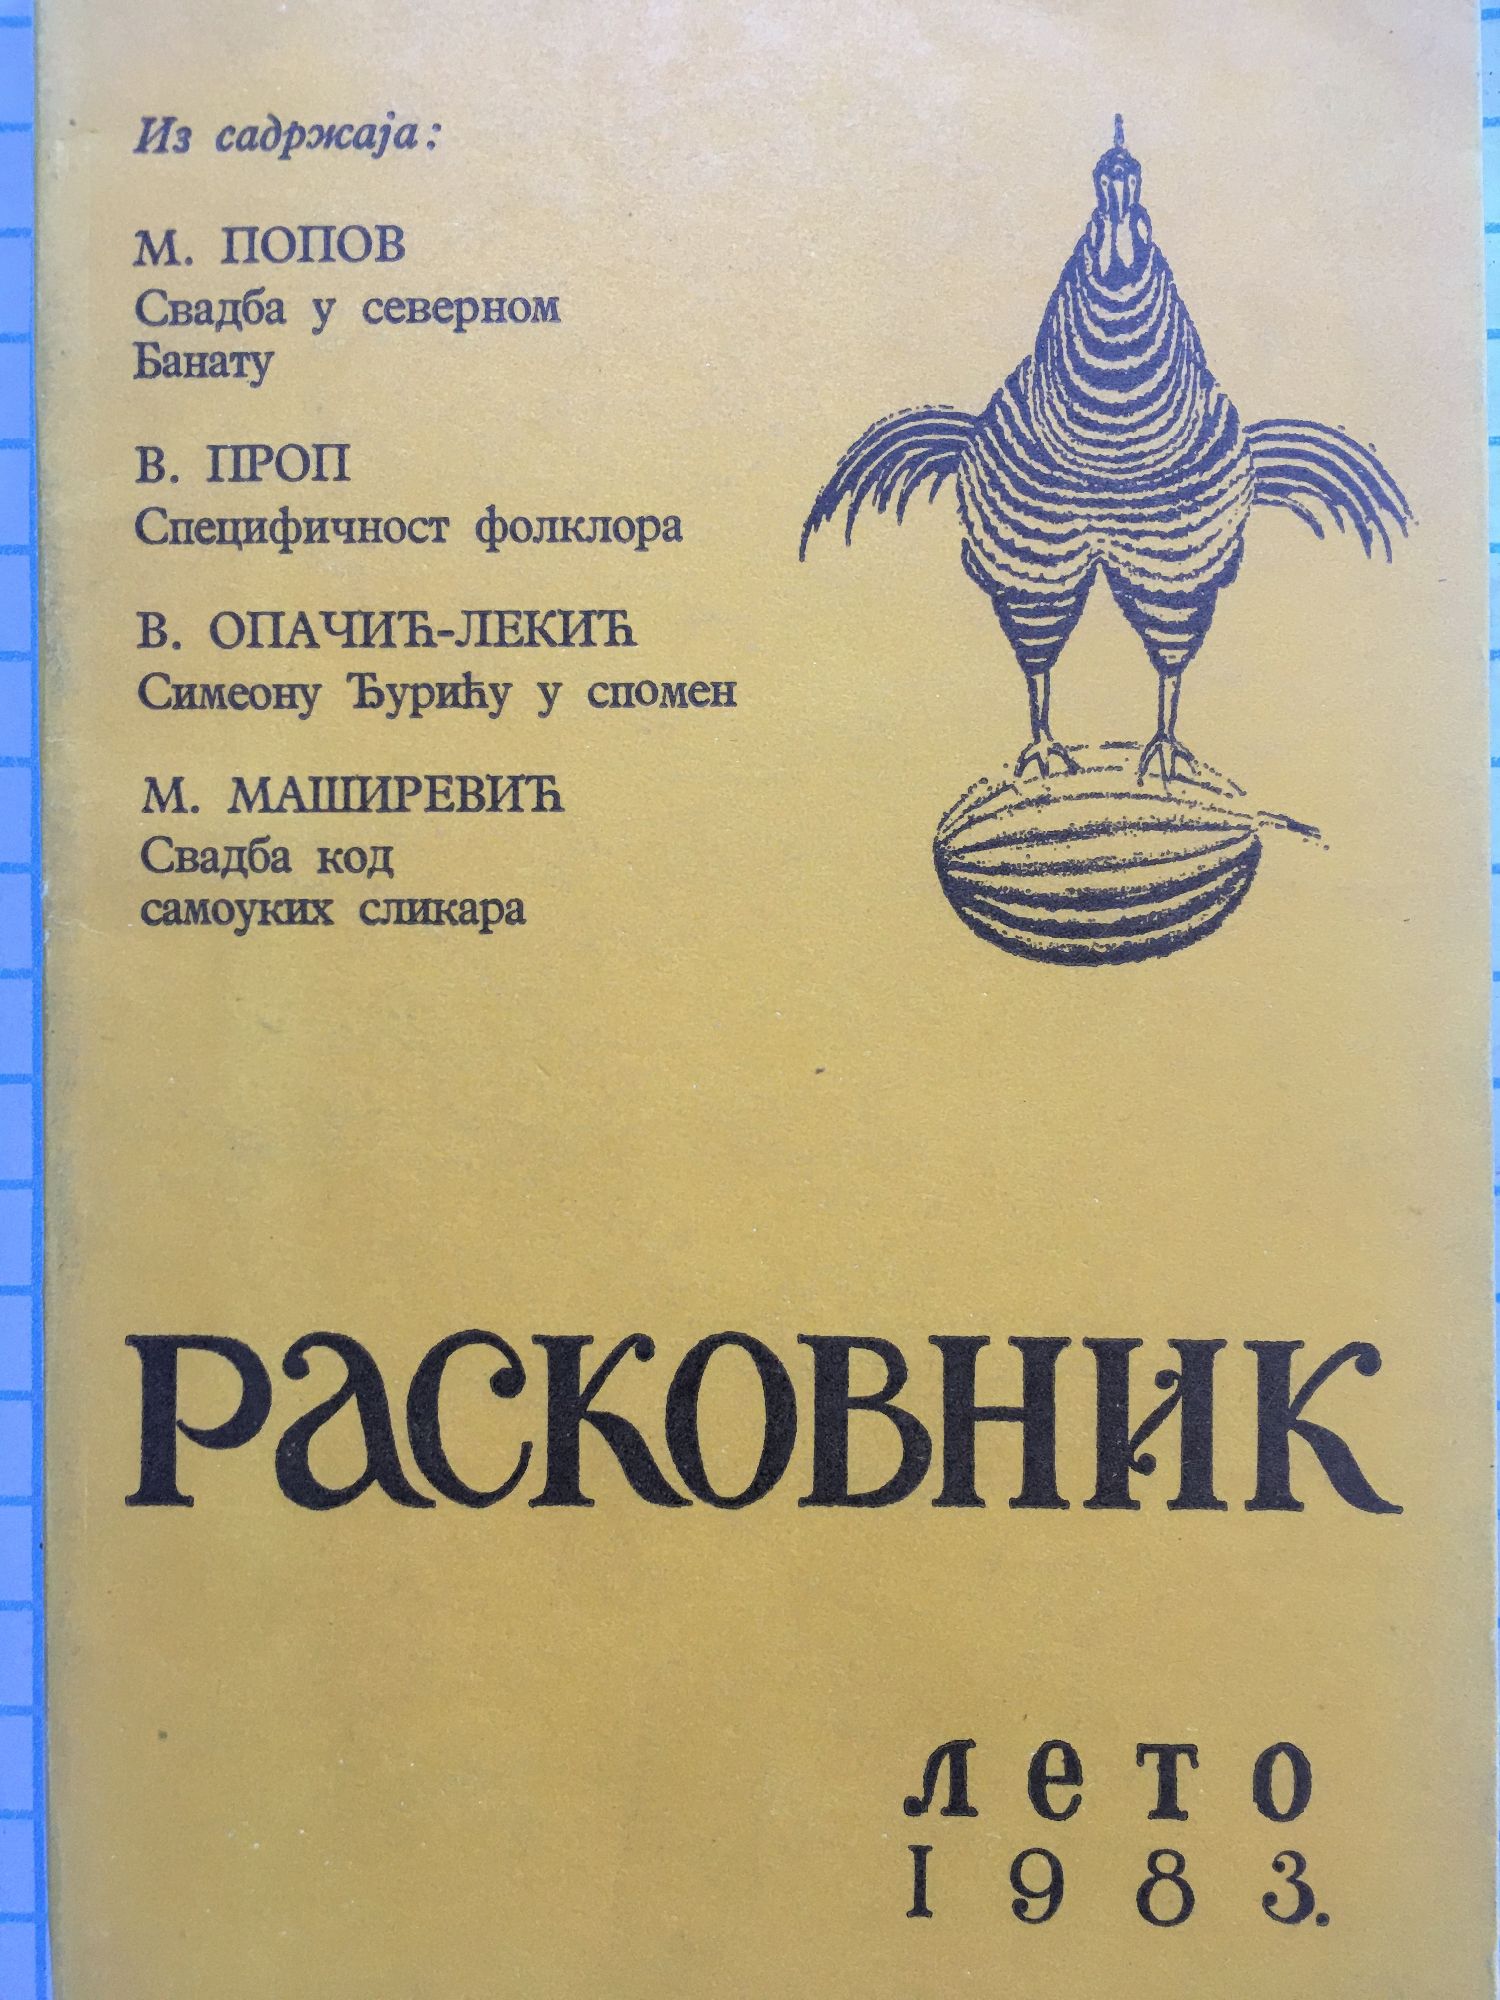 Из садржаја:
М. ПОПОВ
Свадба у северном
Банату
В. ПРОП
Специфичност фолклора
В. ОПАЧИЋ-ЛЕКИЋ
Симеону Ђурићу у спомен
М. МАШИРЕВИЋ
Свадба код
самоуких сликара
РАСКОВНИК
лето
1983.